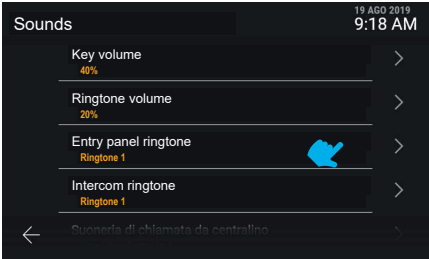 19 AGO 2019
Sounds
9:18 AM
Key volume
40%
Ringtone volume
20%
Entry panel ringtone
Ringtone 1
Intercom ringtone
Ringtone 1
Suoneria di chiamata da centralino